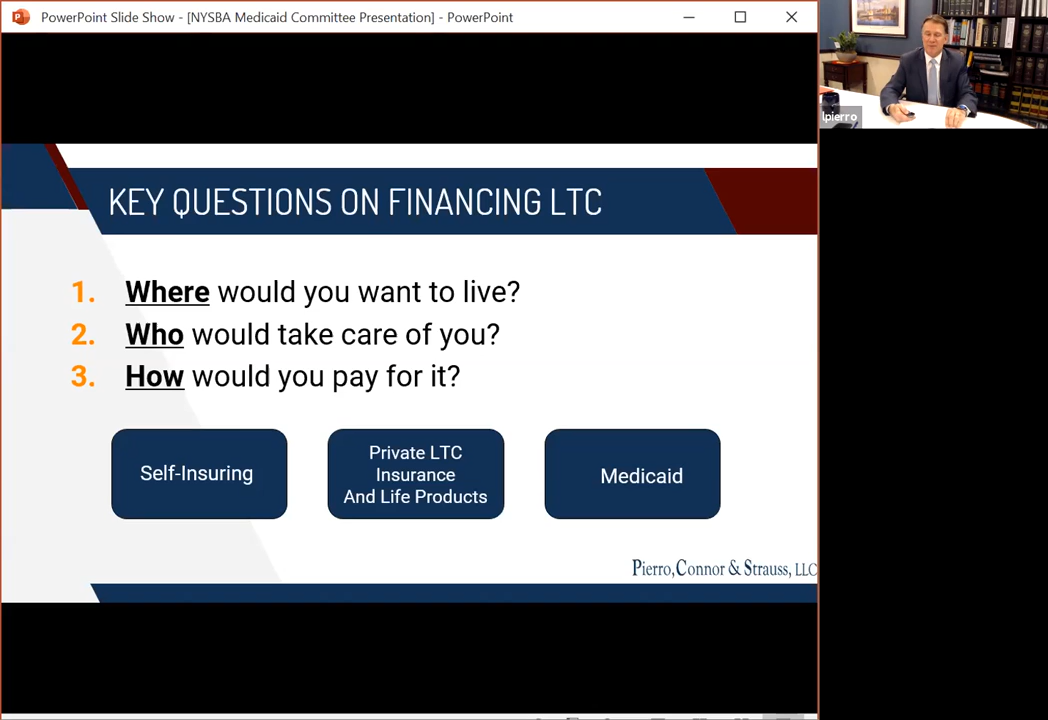 PowerPoint Slide Show - [NYSBA Medicaid Committee Presentation] - PowerPoint
lpierro
KEY QUESTIONS ON FINANCING LTC
1. Where would you want to live?
2. Who would take care of you?
3. How would you pay for it?
Self-Insuring
Private LTC
Insurance
And Life Products
Medicaid
Pierro, Connor & Strauss, LLC